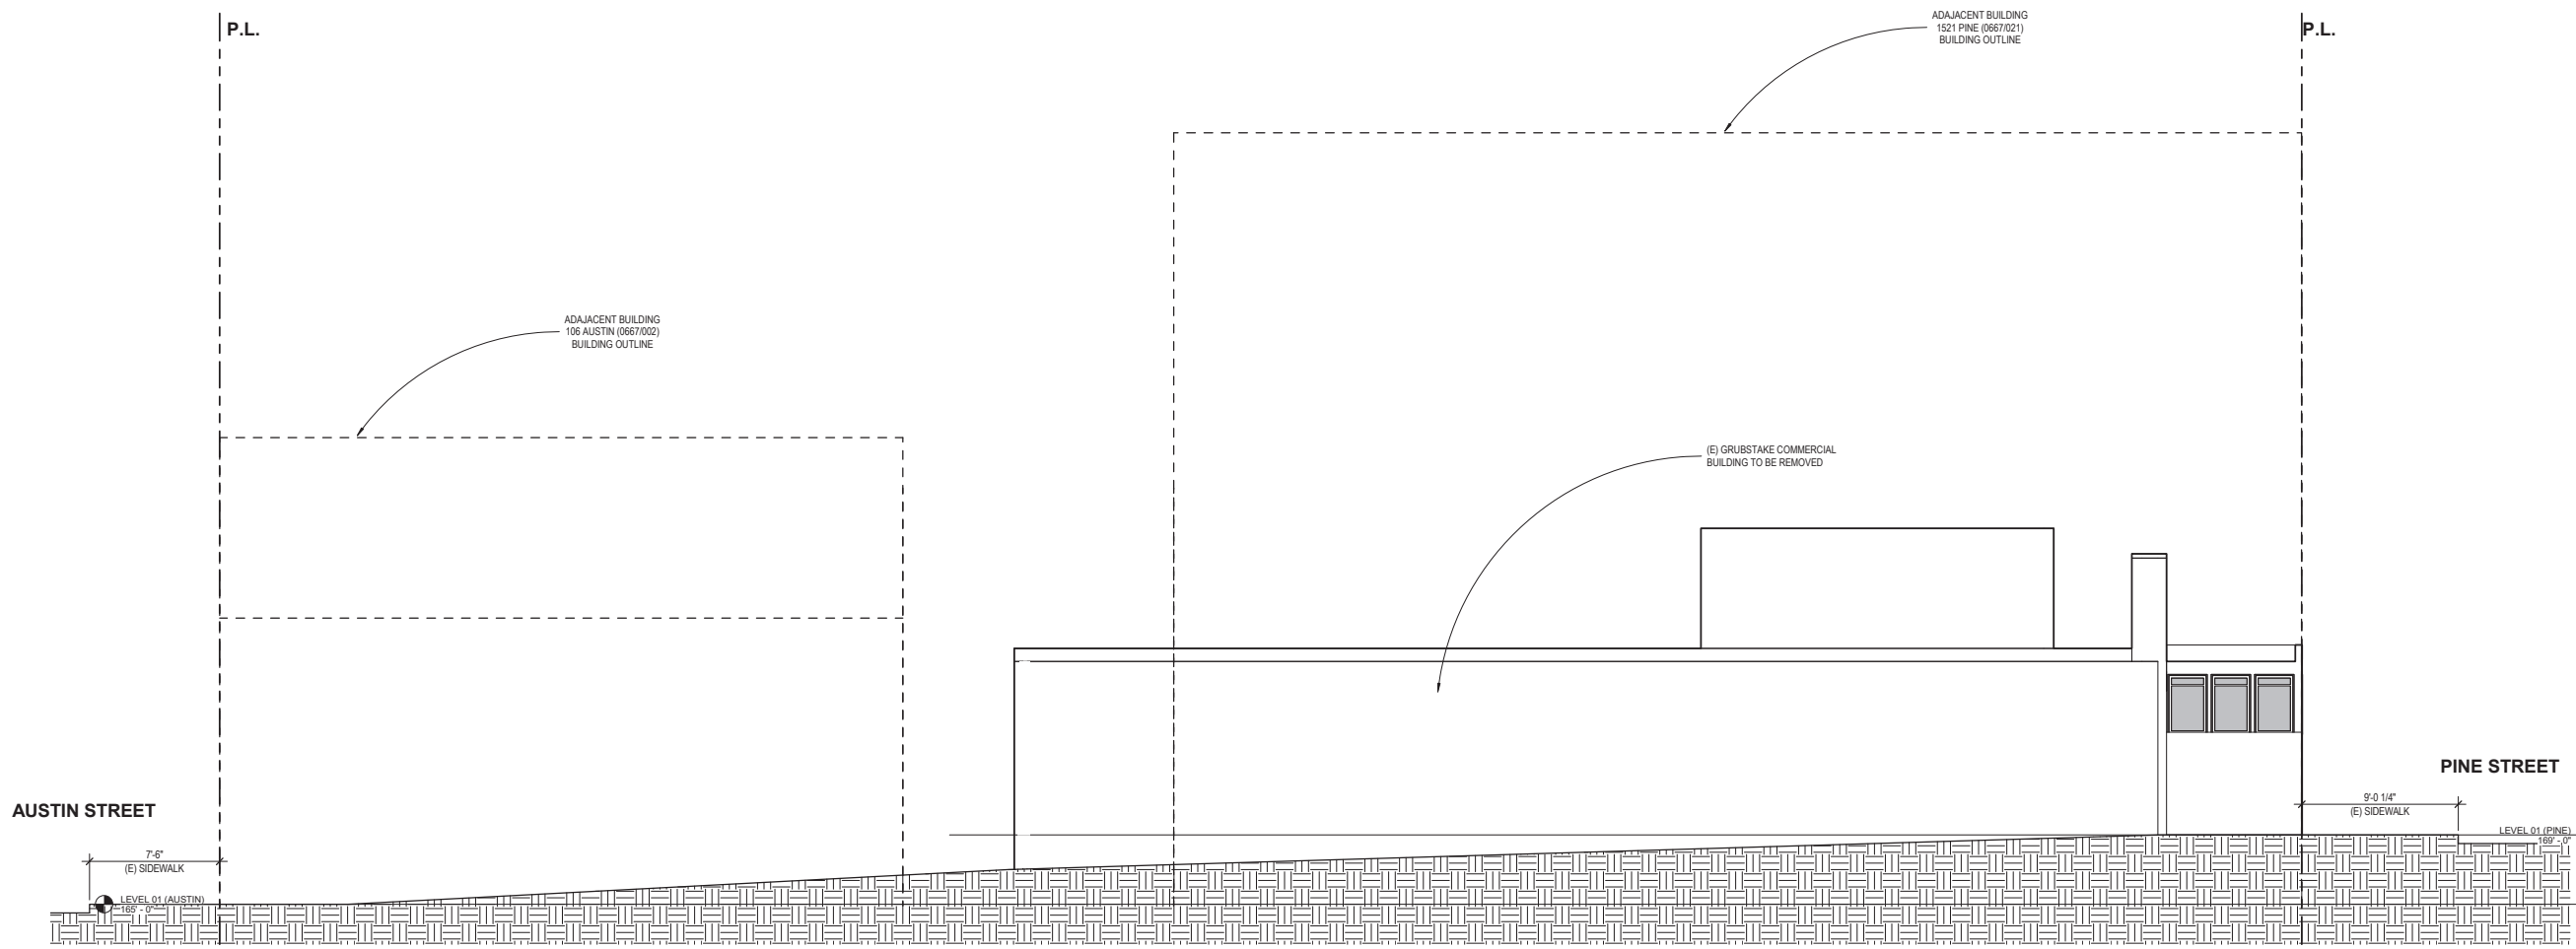 P.L.
ADAJACENT BUILDING
1521 PINE (0667/021)
BUILDING OUTLINE
P.L.
ADAJACENT BUILDING
106 AUSTIN (0667/002)
BUILDING OUTLINE
(E) GRUBSTAKE COMMERCIAL
BUILDING TO BE REMOVED
AUSTIN STREET
PINE STREET
7'-6"
(E) SIDEWALK
9'-0 1/4"
(E) SIDEWALK
LEVEL 01 (AUSTIN)
165' - 0"
LEVEL 01 (PINE)
169' - 0"